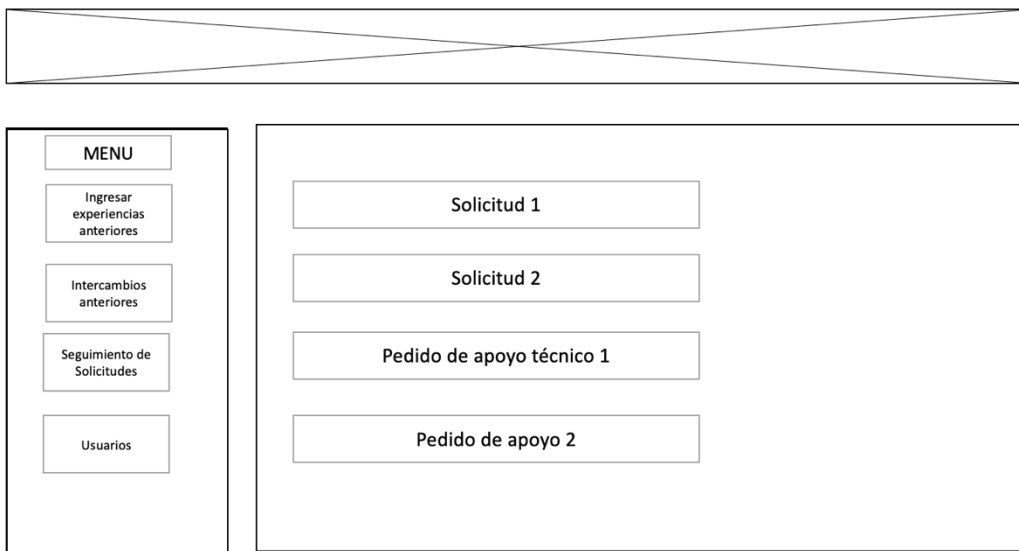 MENU
Ingresar
experiencias
anteriores
Intercambios
anteriores
Seguimiento de
Solicitudes
Usuarios
Solicitud 1
Solicitud 2
Pedido de apoyo técnico 1
Pedido de apoyo 2